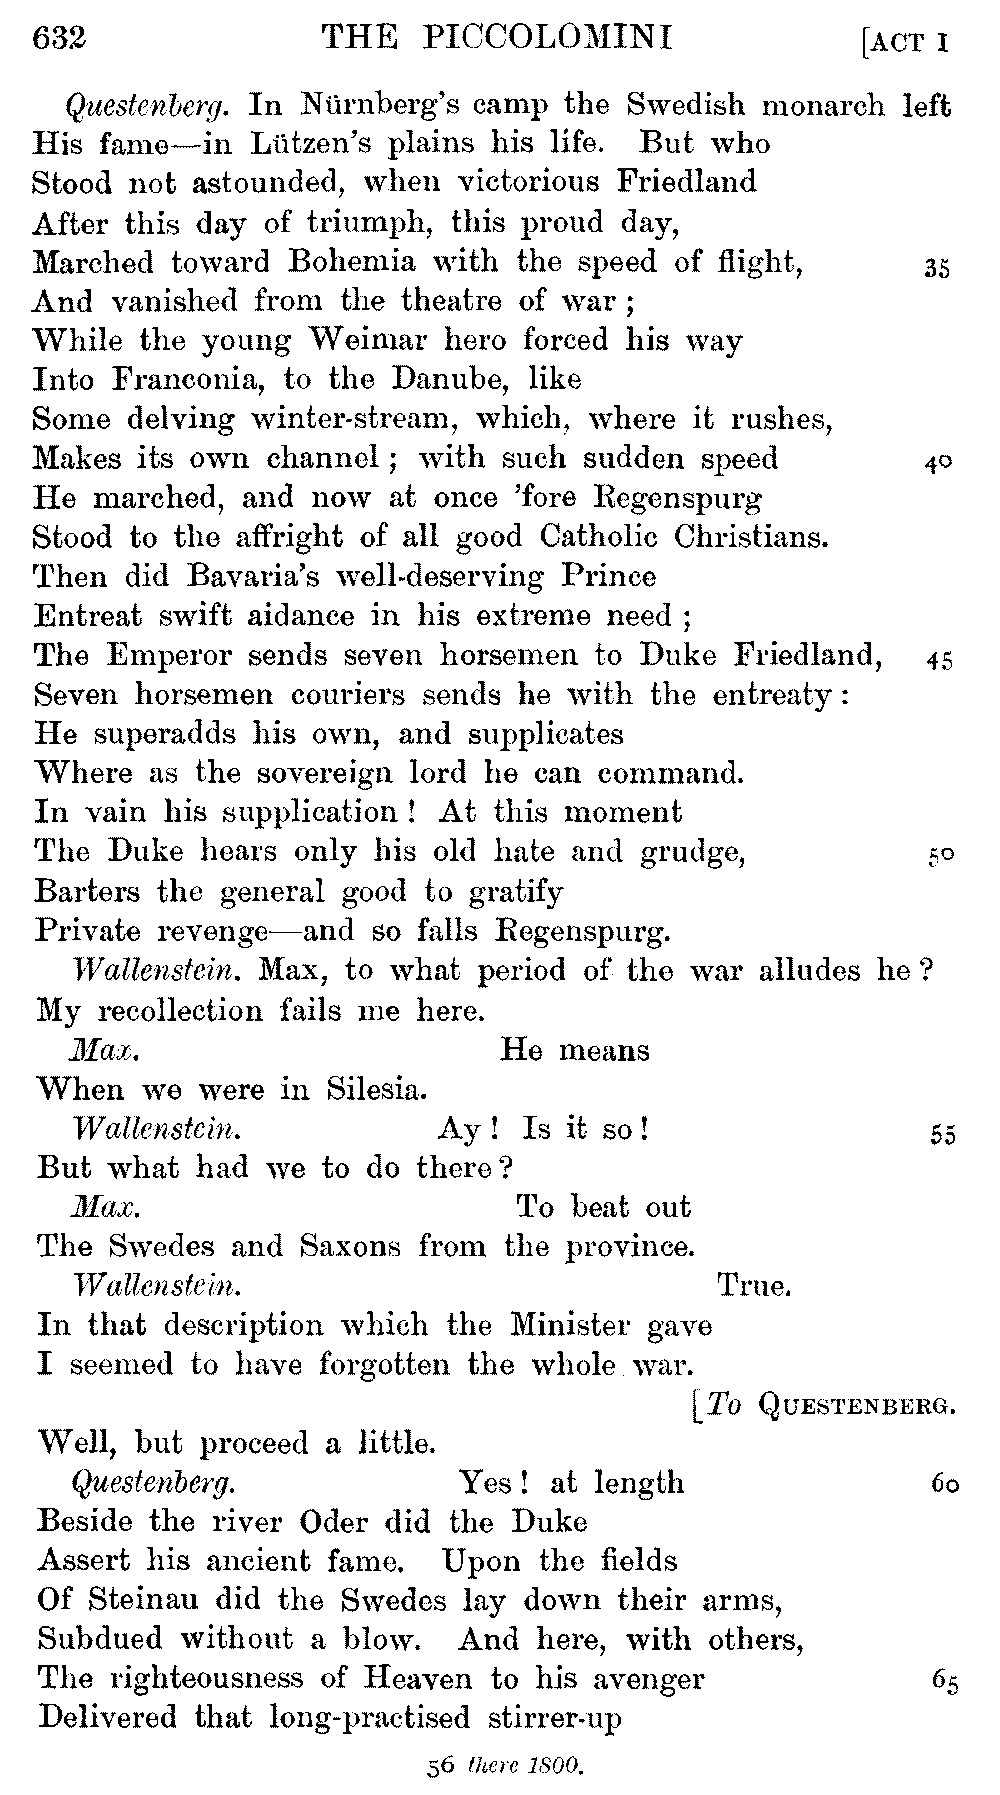 632 THE PICCOLOMINI [ACT I
Questenberg. In Nürnberg's camp the Swedish monarch left
His fame—in Lützen's plains his life. But who
Stood not astounded, when victorious Friedland
After this day of triumph, this proud day,
Marched toward Bohemia with the speed of flight, 35
And vanished from the theatre of war ;
While the young Weimar hero forced his way
Into Franconia, to the Danube, like
Some delving winter-stream, which, where it rushes,
Makes its own channel ; with such sudden speed 40
He marched, and now at once 'fore Regenspurg
Stood to the affright of all good Catholic Christians.
Then did Bavaria's well-deserving Prince
Entreat swift aidance in his extreme need ;
The Emperor sends seven horsemen to Duke Friedland, 45
Seven horsemen couriers sends he with the entreaty :
He superadds his own, and supplicates
Where as the sovereign lord he can command.
In vain his supplication ! At this moment
The Duke hears only his old hate and grudge, 50
Barters the general good to gratify
Private revenge—and so falls Regenspurg.
Wallenstein. Max, to what period of the war alludes he ?
My recollection fails me here.
Max. He means
When we were in Silesia.
Wallenstein. Ay ! Is it so ! 55
But what had we to do there ?
Max. To beat out
The Swedes and Saxons from the province.
Wallenstein. True.
In that description which the Minister gave
I seemed to have forgotten the whole war.
[To QUESTENBERG.
Well, but proceed a little.
Questenberg. Yes ! at length 60
Beside the river Oder did the Duke
Assert his ancient fame. Upon the fields
Of Steinau did the Swedes lay down their arms,
Subdued without a blow. And here, with others,
The righteousness of Heaven to his avenger 65
Delivered that long-practised stirrer-up
56 there 1800.